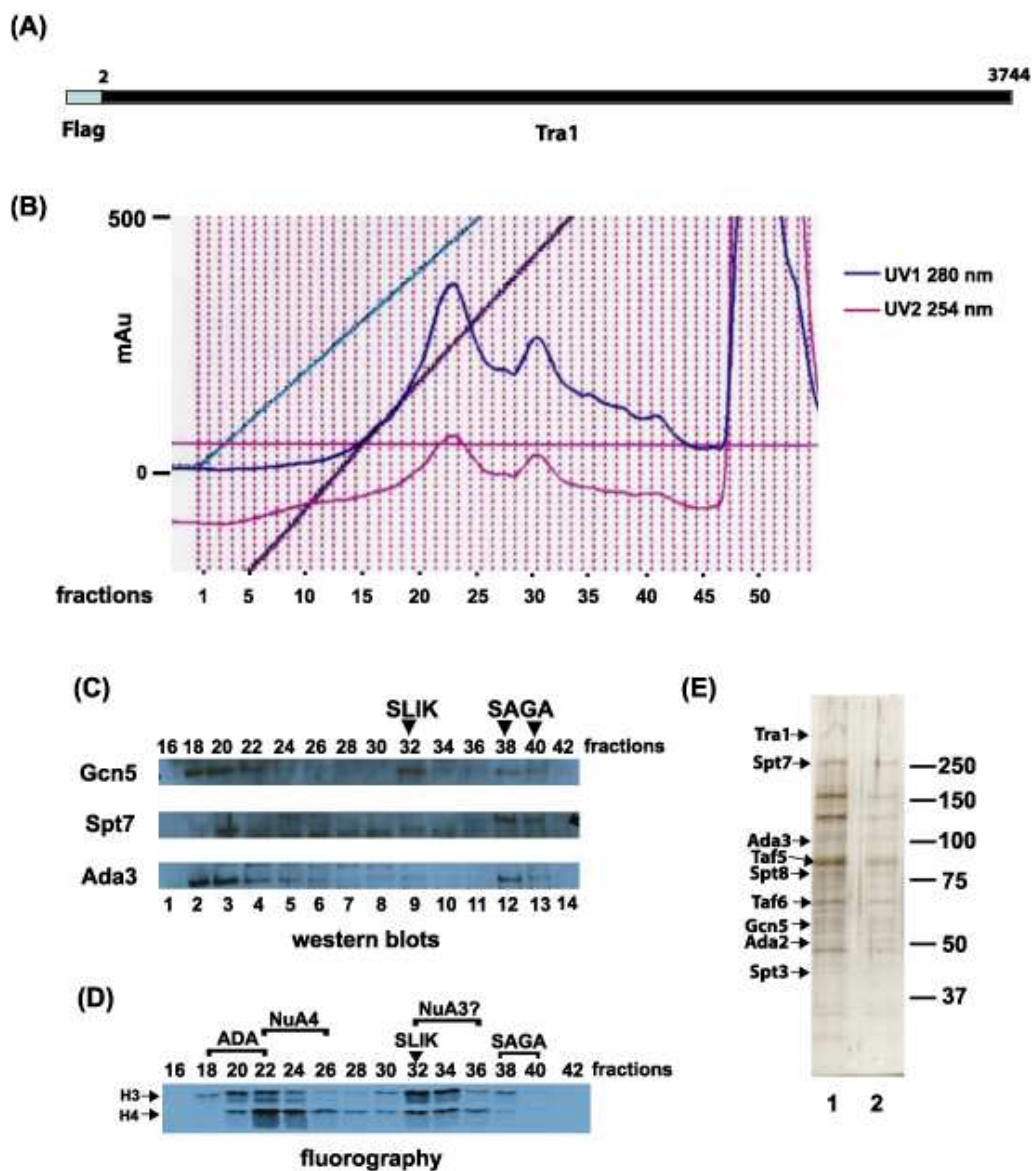 (A)
2 3744
Flag Tra1
(B)
500
mAu
0
UV1 280 nm
UV2 254 nm
fractions 1 5 10 15 20 25 30 35 40 45 50
(C)
SLIK SAGA
16 18 20 22 24 26 28 30 32 34 36 38 40 42 fractions
Gcn5
Spt7
Ada3
1 2 3 4 5 6 7 8 9 10 11 12 13 14
western blots
(D)
NuA4 NuA3?
ADA SLIK SAGA
16 18 20 22 24 26 28 30 32 34 36 38 40 42 fractions
H3
H4
fluorography
(E)
Tra1
Spt7
Ada3
Taf5
Spt8
Taf6
Gcn5
Ada2
Spt3
250
150
100
75
50
37
1 2